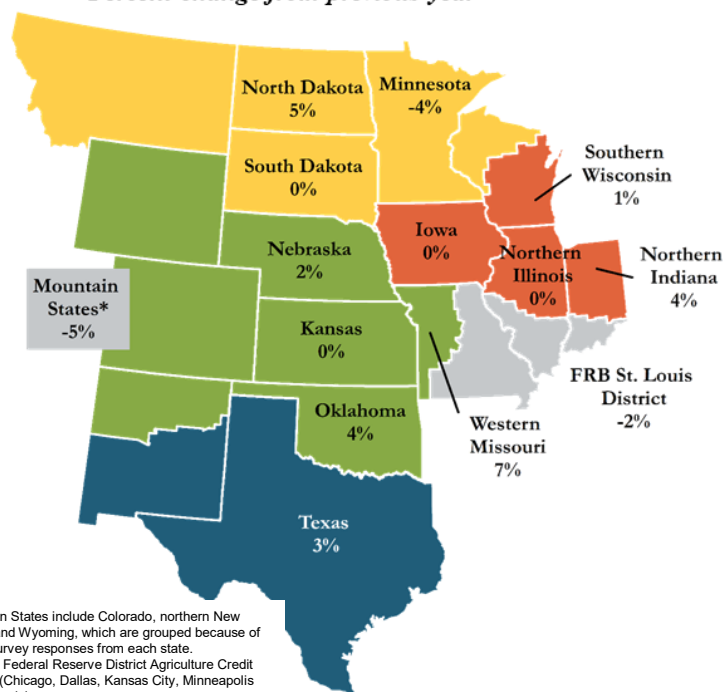 North Dakota
5%
Minnesota
-4%
South Dakota
0%
Southern
Wisconsin
1%
Iowa
0%
Nebraska
2%
Northern
Illinois
0%
Northern
Indiana
4%
Mountain
States*
-5%
Kansas
0%
FRB St. Louis
District
-2%
Oklahoma
4%
Western
Missouri
7%
Texas
3%
States include Colorado, northern New
Wyoming, which are grouped because of
responses from each state.
Federal Reserve District Agriculture Credit
(Chicago, Dallas, Kansas City, Minneapolis